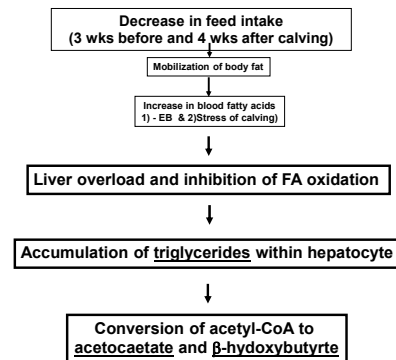 Decrease in feed intake
(3 wks before and 4 wks after calving)
Mobilization of body fat
Increase in blood fatty acids
1) - EB & 2)Stress of calving)
Liver overload and inhibition of FA oxidation
Accumulation of triglycerides within hepatocyte
Conversion of acetyl-CoA to
acetocaetate and β-hydoxybutyrte